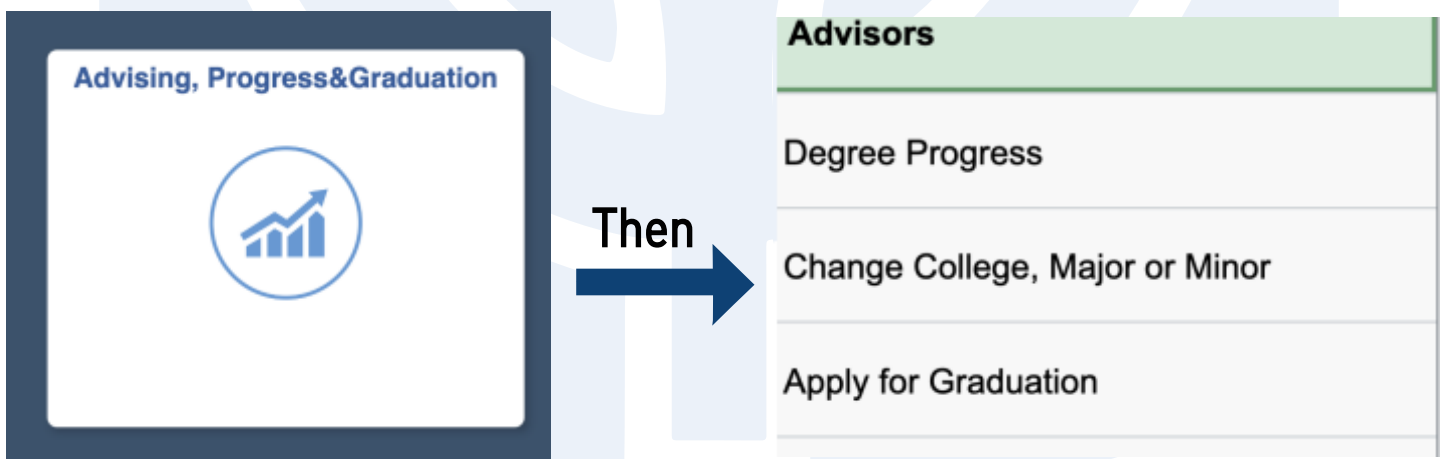 Advising, Progress&Graduation
Then
Advisors
Degree Progress
Change College, Major or Minor
Apply for Graduation